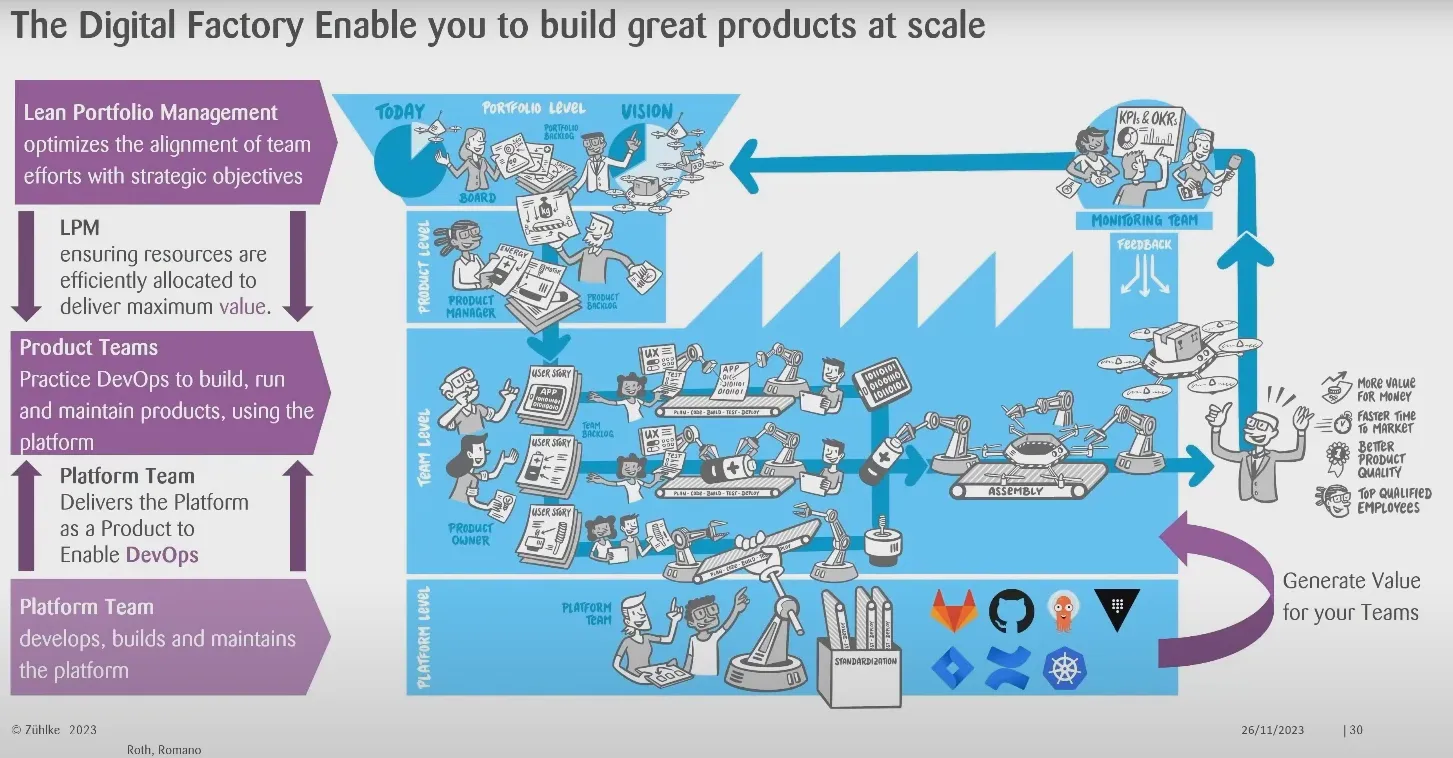 The Digital Factory Enable you to build great products at scale
Lean Portfolio Management
optimizes the alignment of team
efforts with strategic objectives
LPM
ensuring resources are
efficiently allocated to
deliver maximum value.
Product Teams
Practice DevOps to build, run
and maintain products, using the
platform
Platform Team
Delivers the Platform
as a Product to
Enable DevOps
Platform Team
develops, builds and maintains
the platform
TODAY
PORTFOLIO LEVEL
VISION
PORTFOLIO
BACKLOG
BOARD
kg
PRODUCT LEVEL
ENERGY
MOTOR
PRODUCT
MANAGER
PRODUCT
BACKLOG
KPIs & OKRs
MONITORING TEAM
FEEDBACK
TEAM LEVEL
USER STORY
APP
UX
TEST
APP
PLAN - CODE - BUILD - TEST - DEPLOY
TEAM
BACKLOG
USER STORY
UX
TEST
PLAN - CODE - BUILD - TEST - DEPLOY
ASSEMBLY
PRODUCT
OWNER
USER STORY
PLAN - CODE - BUILD
MORE VALUE
FOR MONEY
FASTER TIME
TO MARKET
BETTER
PRODUCT
QUALITY
TOP QUALIFIED
EMPLOYEES
PLATFORM LEVEL
PLATFORM
TEAM
STANDARDIZATION
Generate Value
for your Teams
© Zühlke 2023
Roth, Romano
26/11/2023 | 30